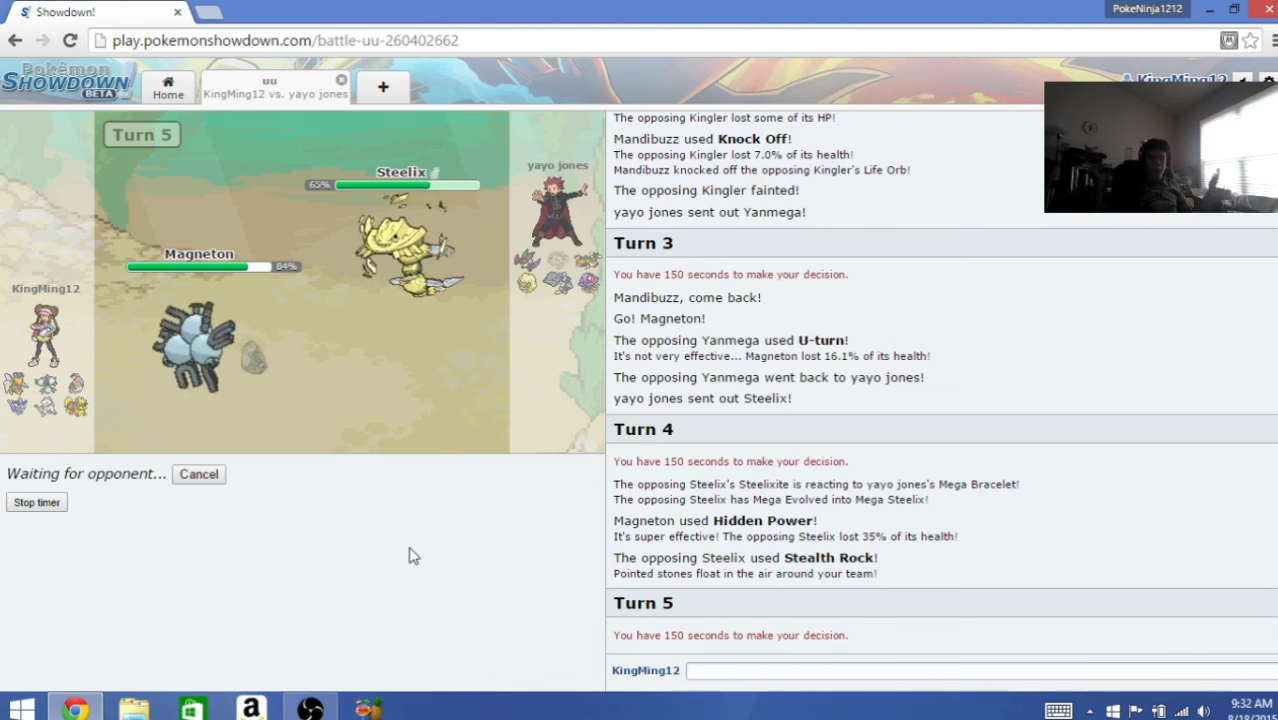 Showdown!
PokeNinja1212
play.pokemonshowdown.com/battle-uu-260402662
Pokémon
SHOWDOWN
BETA
Home
uu
KingMing12 vs. yayo jones
+
KingMing12
Turn 5
Steelix
65%
yayo jones
Magneton
84%
KingMing12
Waiting for opponent... Cancel
Stop timer
The opposing Kingler lost some of its HP!
Mandibuzz used Knock Off!
The opposing Kingler lost 7.0% of its health!
Mandibuzz knocked off the opposing Kingler's Life Orb!
The opposing Kingler fainted!
yayo jones sent out Yanmega!
Turn 3
You have 150 seconds to make your decision.
Mandibuzz, come back!
Go! Magneton!
The opposing Yanmega used U-turn!
It's not very effective... Magneton lost 16.1% of its health!
The opposing Yanmega went back to yayo jones!
yayo jones sent out Steelix!
Turn 4
You have 150 seconds to make your decision.
The opposing Steelix's Steelixite is reacting to yayo jones's Mega Bracelet!
The opposing Steelix has Mega Evolved into Mega Steelix!
Magneton used Hidden Power!
It's super effective! The opposing Steelix lost 35% of its health!
The opposing Steelix used Stealth Rock!
Pointed stones float in the air around your team!
Turn 5
You have 150 seconds to make your decision.
KingMing12
9:32 AM